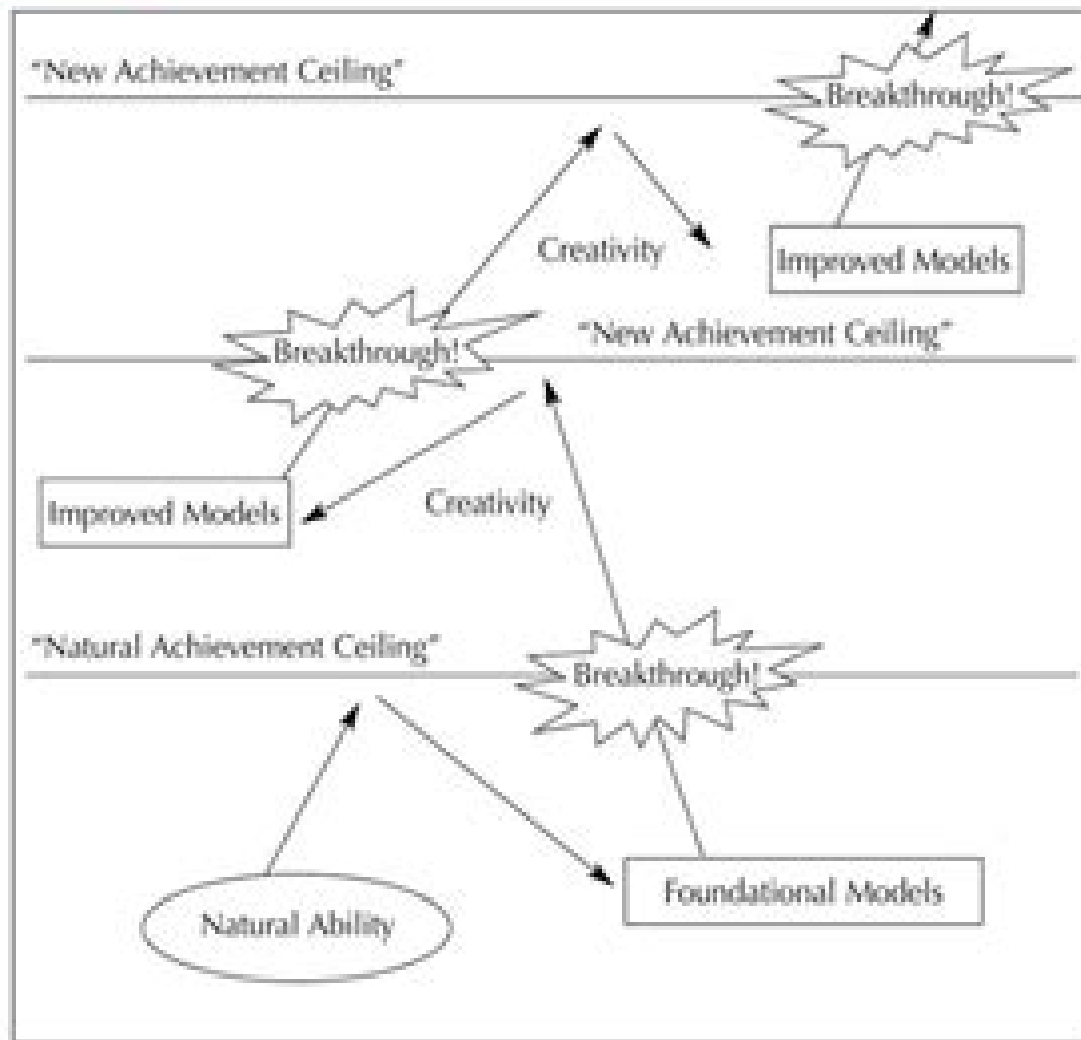 "New Achievement Ceiling"
Breakthrough!
Creativity
Improved Models
Breakthrough!
"New Achievement Ceiling"
Improved Models
Creativity
"Natural Achievement Ceiling"
Breakthrough!
Foundational Models
Natural Ability